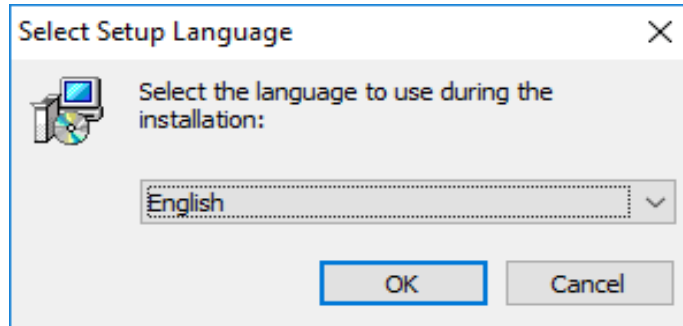 Select Setup Language
Select the language to use during the
installation:
English
OK
Cancel